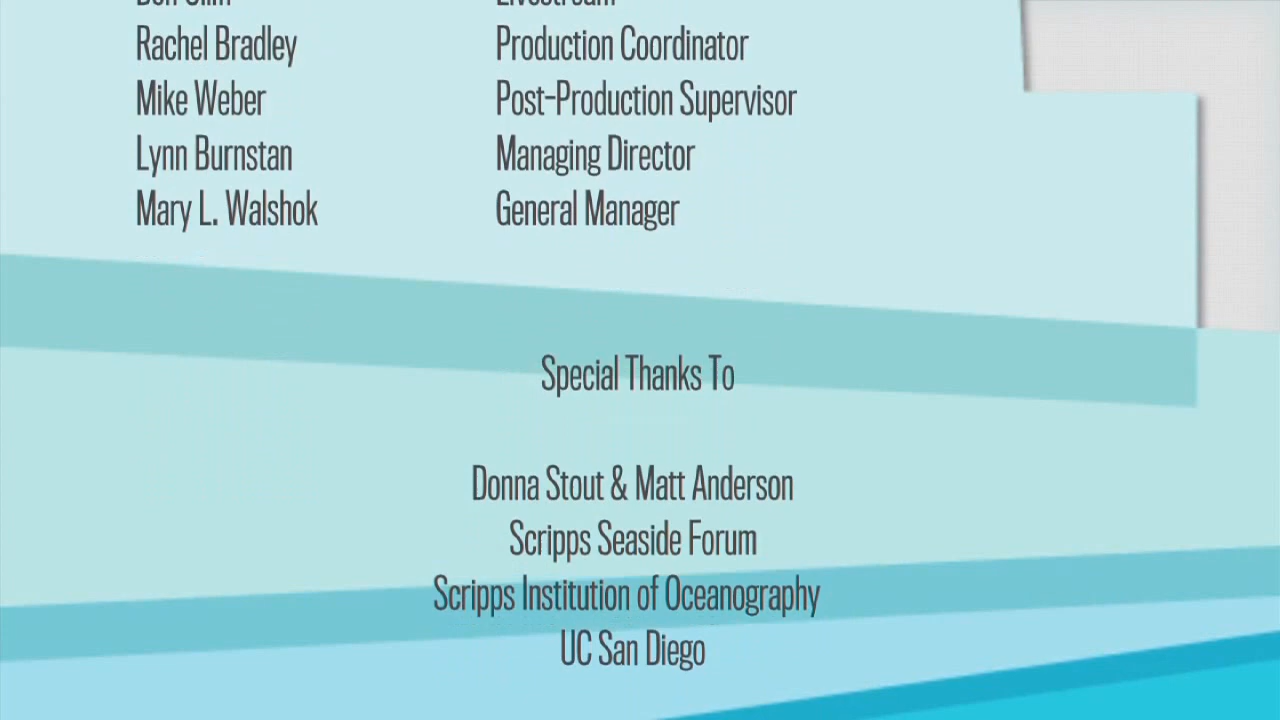 Rachel Bradley Production Coordinator
Mike Weber Post-Production Supervisor
Lynn Burnstan Managing Director
Mary L. Walshok General Manager
Special Thanks To
Donna Stout & Matt Anderson
Scripps Seaside Forum
Scripps Institution of Oceanography
UC San Diego